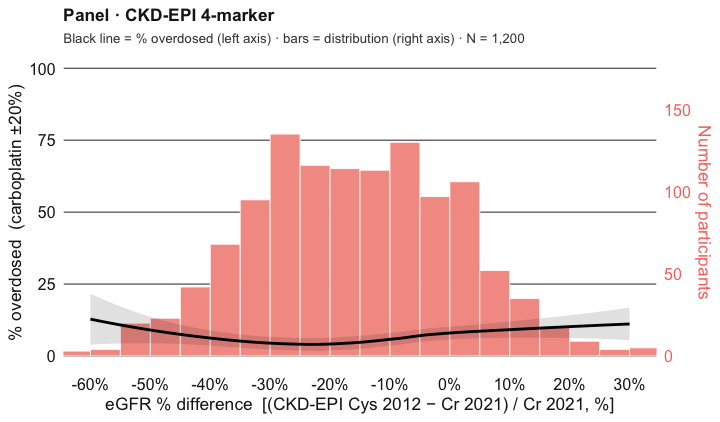 Panel · CKD-EPI 4-marker
Black line = % overdosed (left axis) · bars = distribution (right axis) · N = 1,200
% overdosed (carboplatin ±20%)
100
75
50
25
0
150
100
50
0
Number of participants
-60% -50% -40% -30% -20% -10% 0% 10% 20% 30%
eGFR % difference [(CKD-EPI Cys 2012 − Cr 2021) / Cr 2021, %]